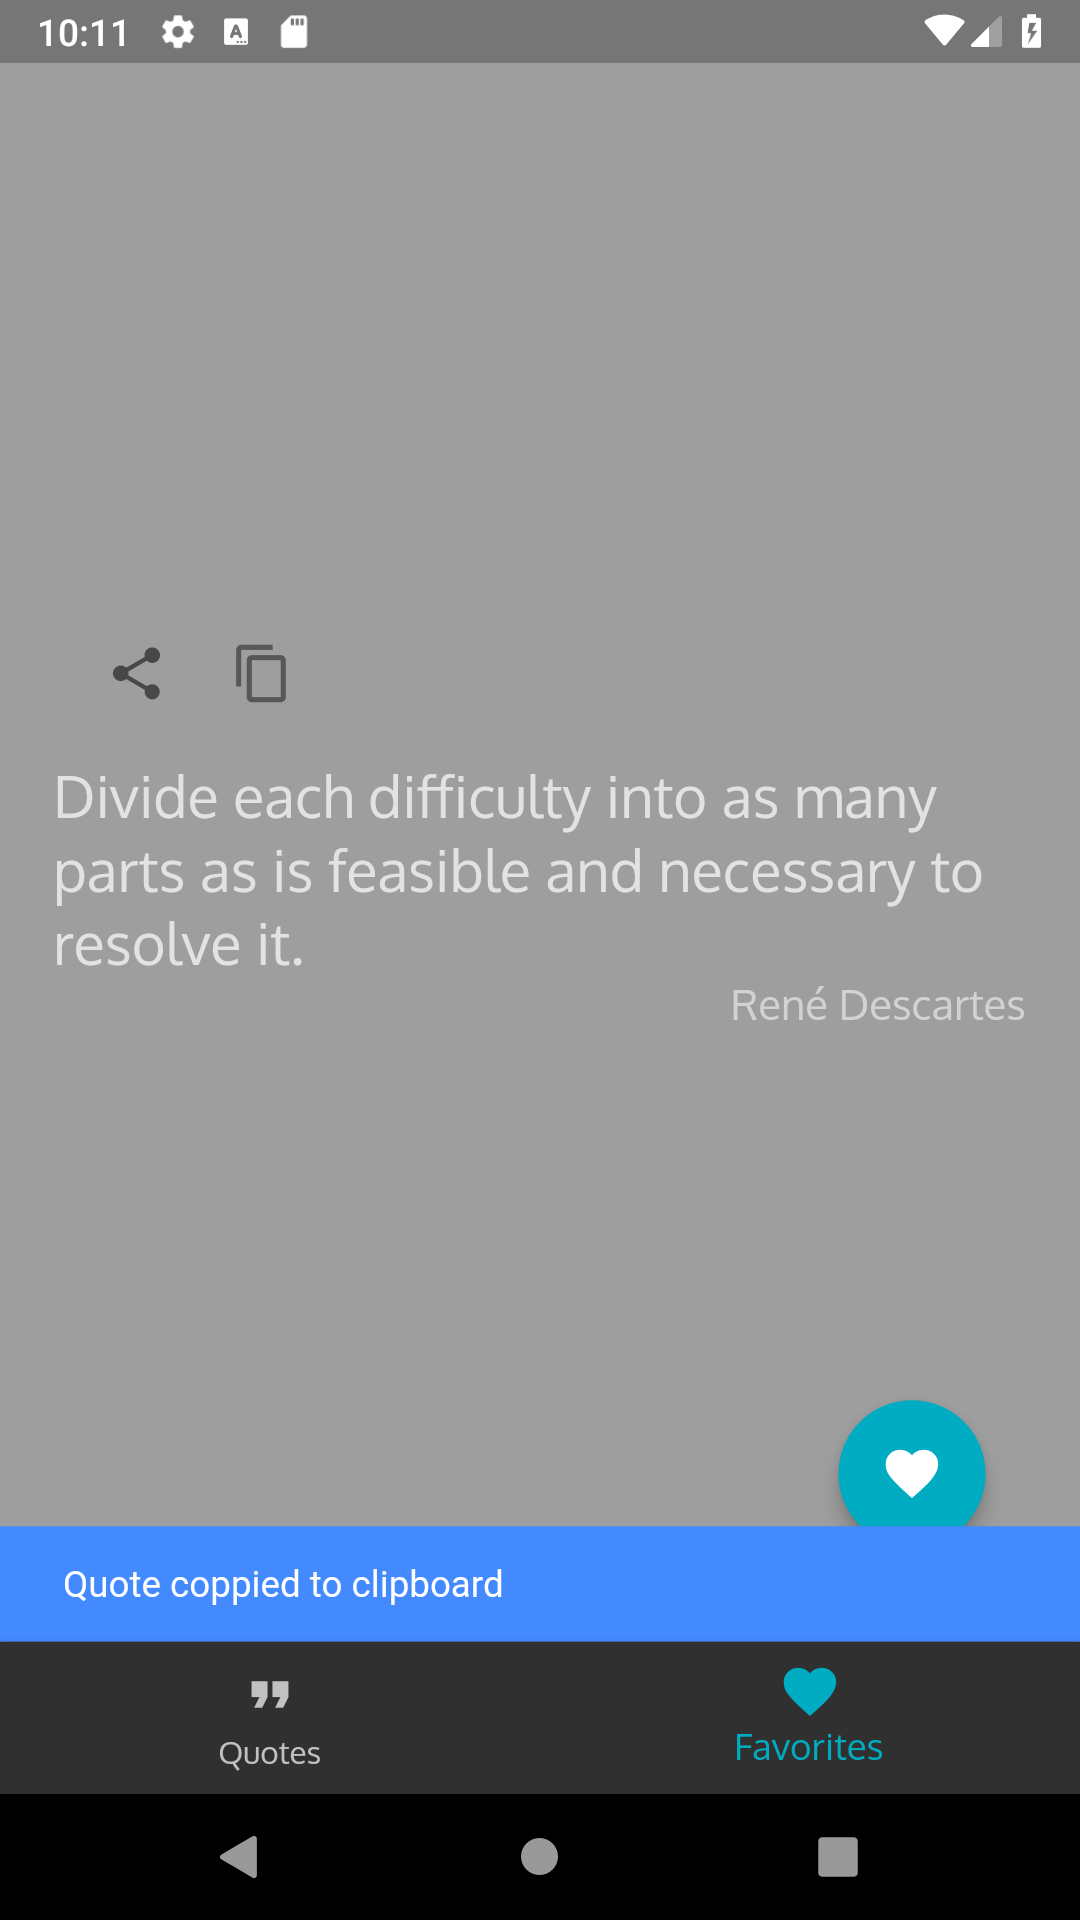 10:11
Divide each difficulty into as many
parts as is feasible and necessary to
resolve it.
René Descartes
Quote coppied to clipboard
Quotes
Favorites